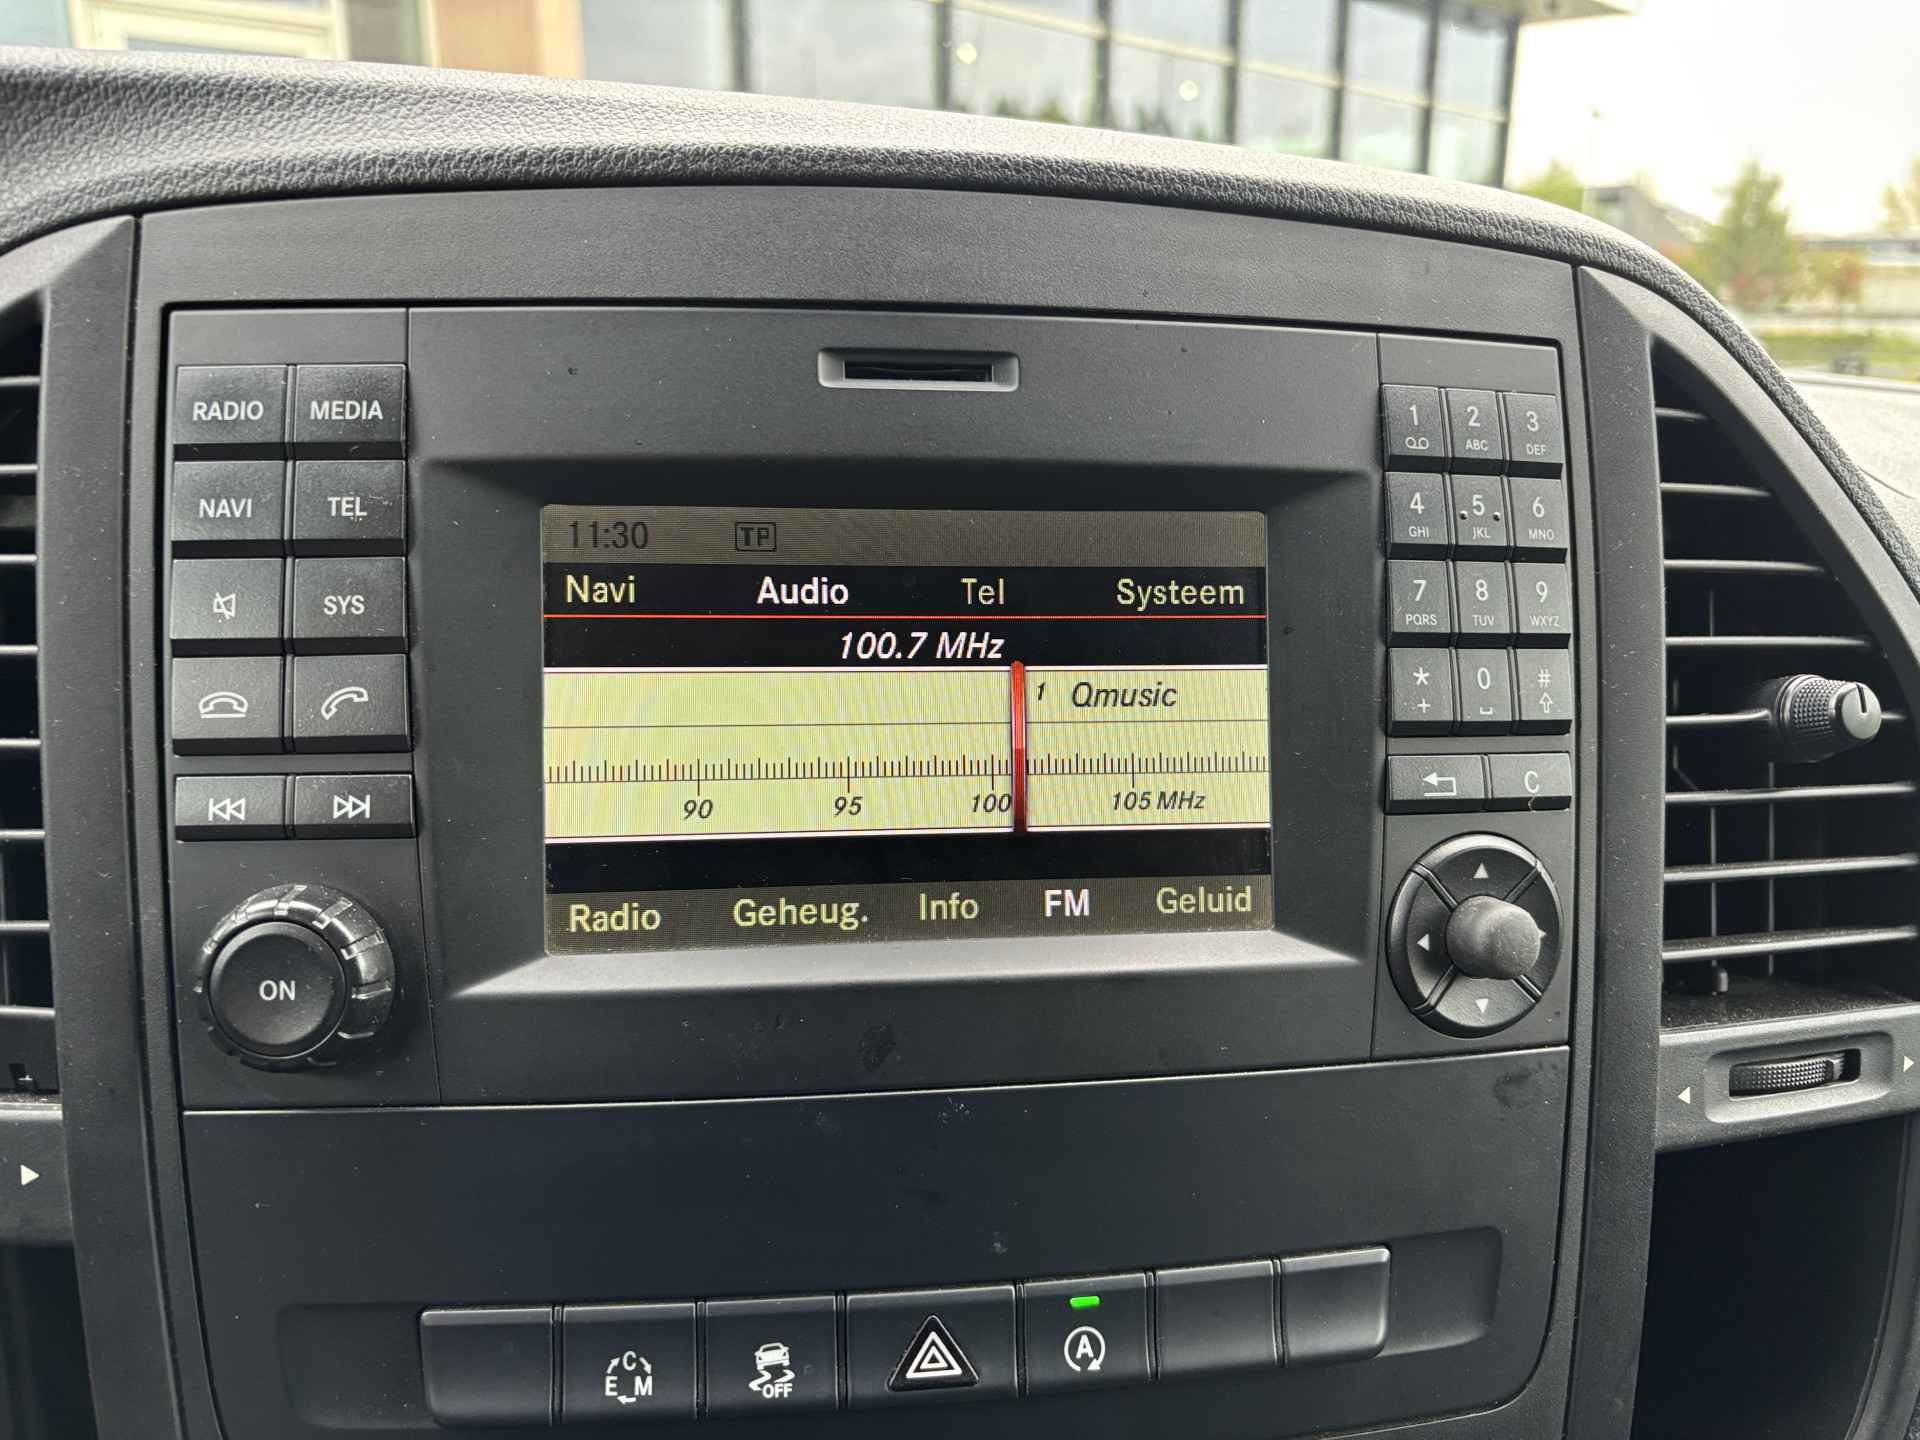 RADIO MEDIA
NAVI TEL
SYS
ON
11:30 TP
Navi Audio Tel Systeem
100.7 MHz
1 Qmusic
90 95 100 105 MHz
Radio Geheug. Info FM Geluid
1 2 ABC 3 DEF
4 GHI 5 JKL 6 MNO
7 PQRS 8 TUV 9 WXYZ
* + 0 #
C
C E M
OFF
A